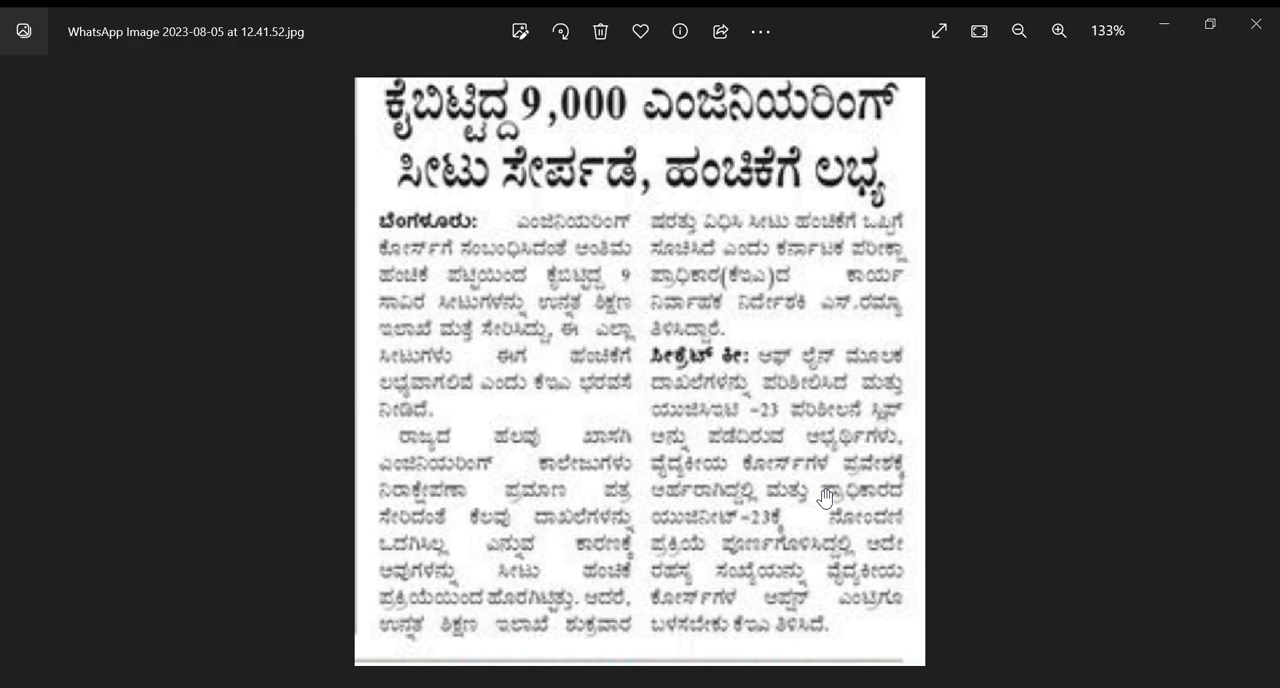 WhatsApp Image 2023-08-05 at 12.41.52.jpg
133%
ಕೈಬಿಟ್ಟಿದ್ದ 9,000 ಎಂಜಿನಿಯರಿಂಗ್
ಸೀಟು ಸೇರ್ಪಡೆ, ಹಂಚಿಕೆಗೆ ಲಭ್ಯ
ಬೆಂಗಳೂರು: ಎಂಜಿನಿಯರಿಂಗ್
ಕೋರ್ಸ್‌ಗೆ ಸಂಬಂಧಿಸಿದಂತೆ ಅಂತಿಮ
ಹಂಚಿಕೆ ಪಟ್ಟಿಯಿಂದ ಕೈಬಿಟ್ಟಿದ್ದ 9
ಸಾವಿರ ಸೀಟುಗಳನ್ನು ಉನ್ನತ ಶಿಕ್ಷಣ
ಇಲಾಖೆ ಮತ್ತೆ ಸೇರಿಸಿದ್ದು, ಈ ಎಲ್ಲಾ
ಸೀಟುಗಳು ಈಗ ಹಂಚಿಕೆಗೆ
ಲಭ್ಯವಾಗಲಿವೆ ಎಂದು ಕೆಇಎ ಭರವಸೆ
ನೀಡಿದೆ.
ರಾಜ್ಯದ ಹಲವು ಖಾಸಗಿ
ಎಂಜಿನಿಯರಿಂಗ್ ಕಾಲೇಜುಗಳು
ನಿರಾಕ್ಷೇಪಣಾ ಪ್ರಮಾಣ ಪತ್ರ
ಸೇರಿದಂತೆ ಕೆಲವು ದಾಖಲೆಗಳನ್ನು
ಒದಗಿಸಿಲ್ಲ ಎನ್ನುವ ಕಾರಣಕ್ಕೆ
ಅವುಗಳನ್ನು ಸೀಟು ಹಂಚಿಕೆ
ಪ್ರಕ್ರಿಯೆಯಿಂದ ಹೊರಗಿಟ್ಟಿತ್ತು. ಆದರೆ,
ಉನ್ನತ ಶಿಕ್ಷಣ ಇಲಾಖೆ ಶುಕ್ರವಾರ
ಷರತ್ತು ವಿಧಿಸಿ ಸೀಟು ಹಂಚಿಕೆಗೆ ಒಪ್ಪಿಗೆ
ಸೂಚಿಸಿದೆ ಎಂದು ಕರ್ನಾಟಕ ಪರೀಕ್ಷಾ
ಪ್ರಾಧಿಕಾರ(ಕೆಇಎ)ದ ಕಾರ್ಯ
ನಿರ್ವಾಹಕ ನಿರ್ದೇಶಕಿ ಎಸ್.ರಮ್ಯಾ
ತಿಳಿಸಿದ್ದಾರೆ.
ಸೀಕ್ರೆಟ್ ಕೀ: ಆಫ್ ಲೈನ್ ಮೂಲಕ
ದಾಖಲೆಗಳನ್ನು ಪರಿಶೀಲಿಸಿದ ಮತ್ತು
ಯುಜಿಸಿಇಟಿ -23 ಪರಿಶೀಲನೆ ಸ್ಲಿಪ್
ಅನ್ನು ಪಡೆದಿರುವ ಅಭ್ಯರ್ಥಿಗಳು,
ವೈದ್ಯಕೀಯ ಕೋರ್ಸ್‌ಗಳ ಪ್ರವೇಶಕ್ಕೆ
ಅರ್ಹರಾಗಿದ್ದಲ್ಲಿ ಮತ್ತು ಪ್ರಾಧಿಕಾರದ
ಯುಜಿನೀಟ್-23ಕ್ಕೆ ನೋಂದಣಿ
ಪ್ರಕ್ರಿಯೆ ಪೂರ್ಣಗೊಳಿಸಿದ್ದಲ್ಲಿ ಅದೇ
ರಹಸ್ಯ ಸಂಖ್ಯೆಯನ್ನು ವೈದ್ಯಕೀಯ
ಕೋರ್ಸ್‌ಗಳ ಆಪ್ಷನ್ ಎಂಟ್ರಿಗೂ
ಬಳಸಬೇಕು ಕೆಇಎ ತಿಳಿಸಿದೆ.